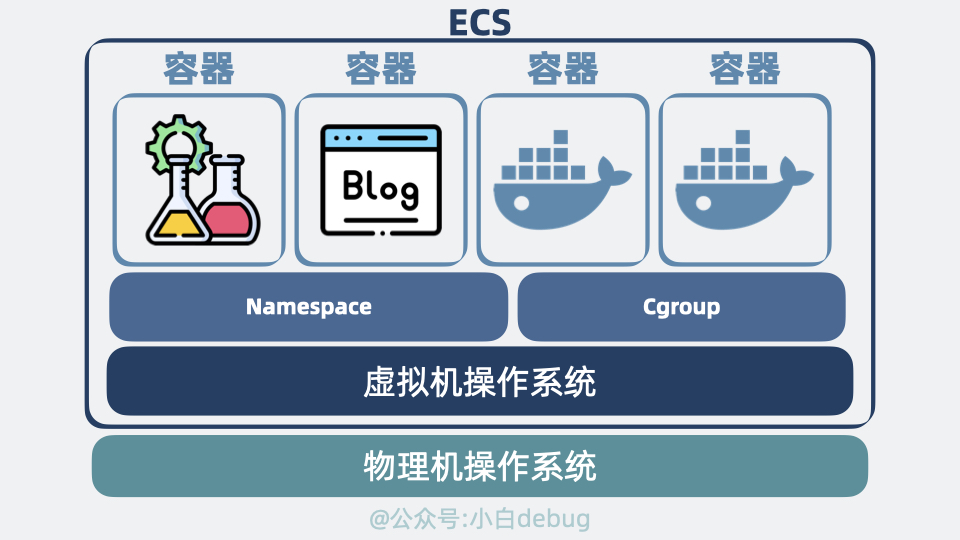 ECS
容器 容器 容器 容器
Blog
Namespace Cgroup
虚拟机操作系统
物理机操作系统
@公众号:小白debug